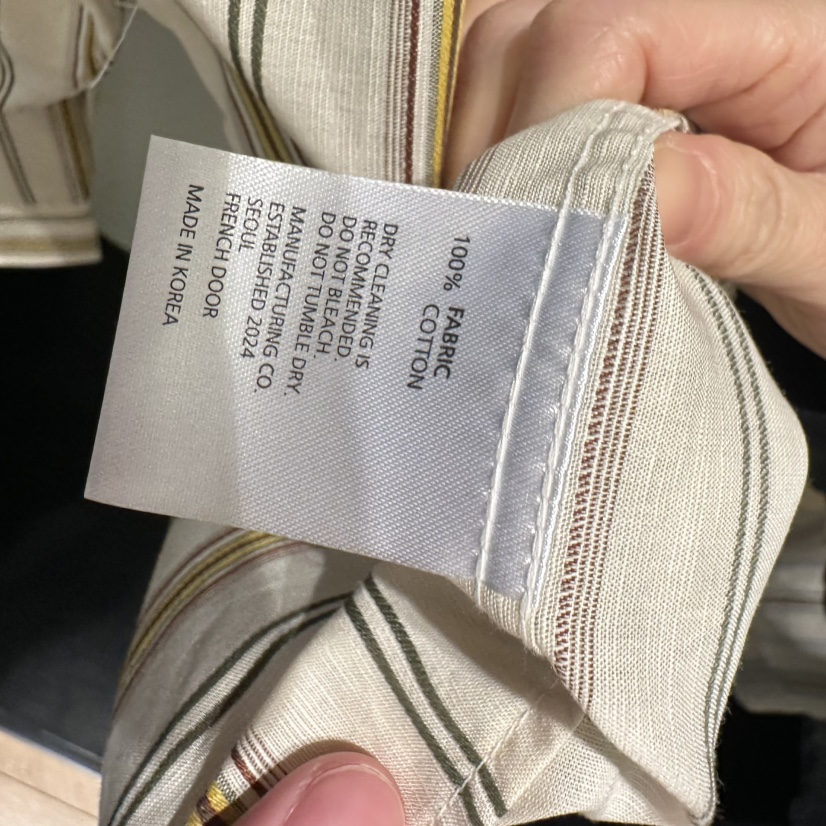 FABRIC
100% COTTON
DRY CLEANING IS
RECOMMENDED.
DO NOT BLEACH.
DO NOT TUMBLE DRY.
MANUFACTURING CO.
ESTABLISHED 2024
SEOUL
FRENCH DOOR
MADE IN KOREA